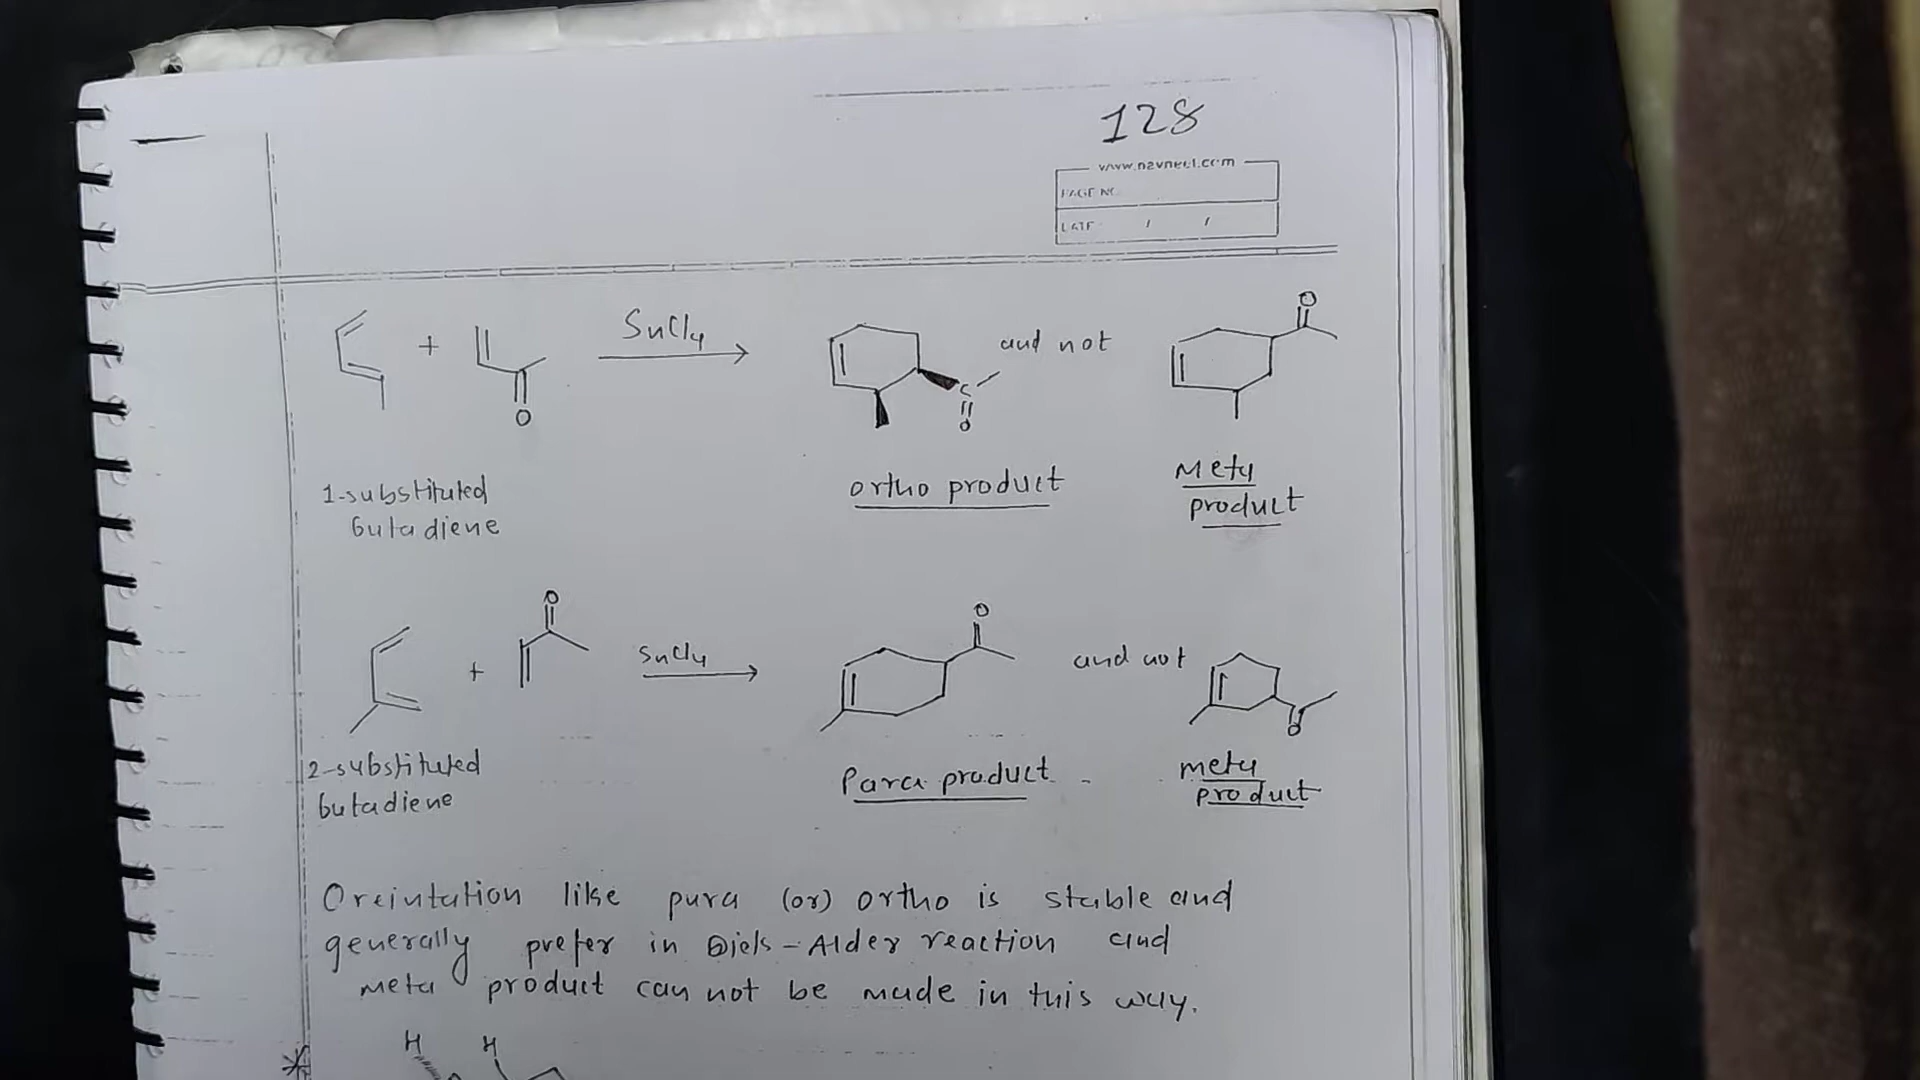 128
www.navneet.com
PAGE NO
DATE / /
+ O SnCl4 C O and not O
1-substituted
butadiene
ortho product
Meta
product
+ O SnCl4 O and not O
2-substituted
butadiene
Para product
meta
product
Oreintation like para (or) ortho is stable and
generally prefer in Diels-Alder reaction and
meta product can not be made in this way.
H H